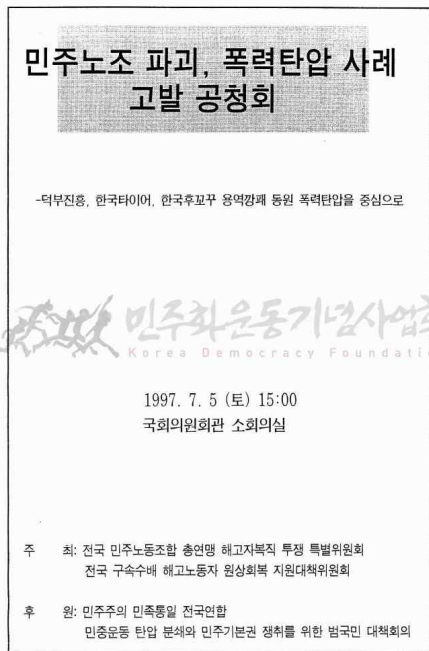 민주노조 파괴, 폭력탄압 사례
고발 공청회
-덕부진흥, 한국타이어, 한국후꼬꾸 용역깡패 동원 폭력탄압을 중심으로
민주화운동기념사업회
Korea Democracy Foundatio
1997. 7. 5 (토) 15:00
국회의원회관 소회의실
주 최: 전국 민주노동조합 총연맹 해고자복직 투쟁 특별위원회
전국 구속수배 해고노동자 원상회복 지원대책위원회
후 원: 민주주의 민족통일 전국연합
민중운동 탄압 분쇄와 민주기본권 쟁취를 위한 범국민 대책회의